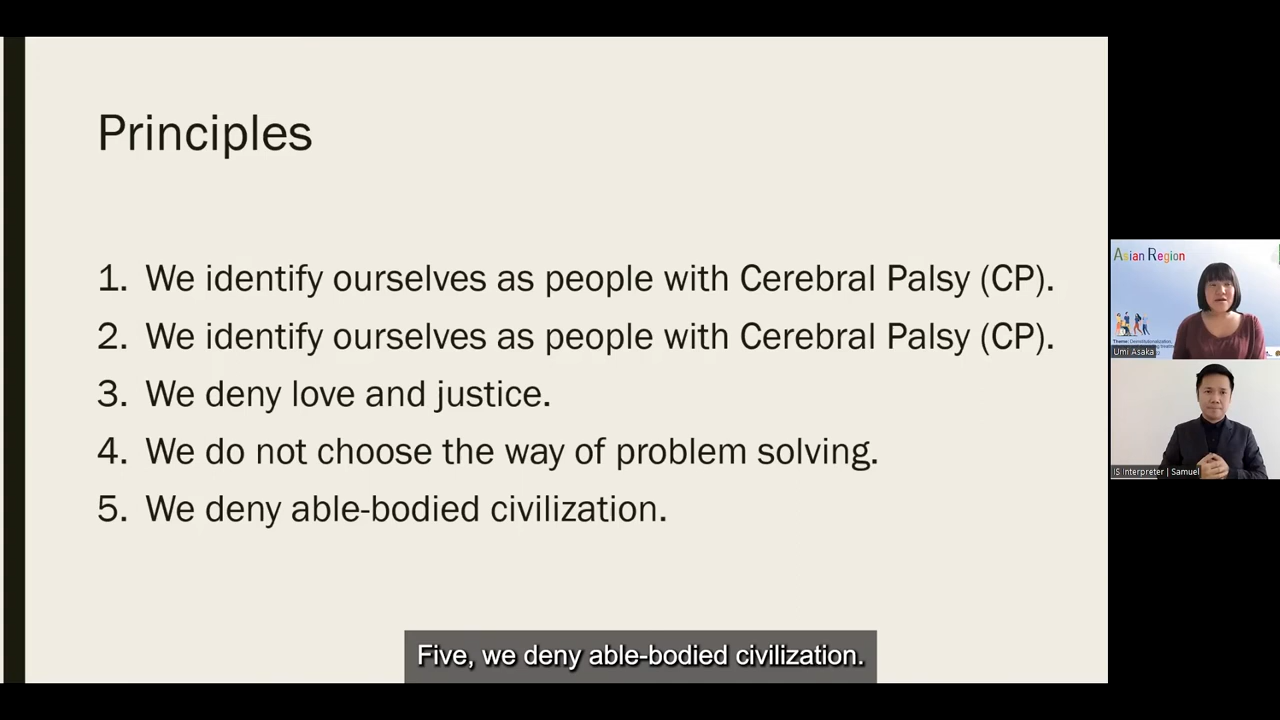 Principles
1. We identify ourselves as people with Cerebral Palsy (CP).
2. We identify ourselves as people with Cerebral Palsy (CP).
3. We deny love and justice.
4. We do not choose the way of problem solving.
5. We deny able-bodied civilization.
Five, we deny able-bodied civilization.
Asian Region
Umi Asaka
IS Interpreter | Samuel